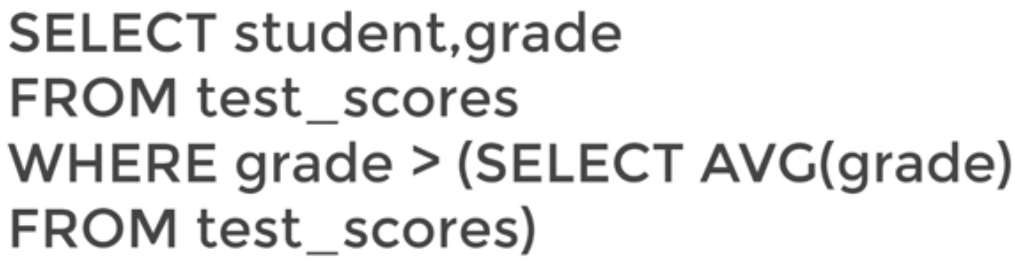 SELECT student,grade
FROM test_scores
WHERE grade > (SELECT AVG(grade)
FROM test_scores)